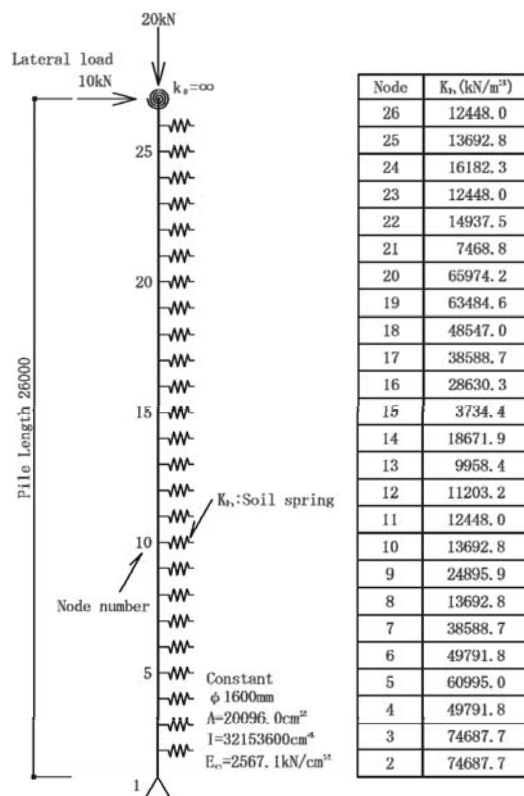 20kN
Lateral load
10kN
kθ=∞
25
20
15
10
5
1
Pile Length 26000
Kh:Soil spring
Node number
Constant
φ1600mm
A=20096.0cm²
I=32153600cm⁴
=2567.1kN/cm²
Node Kh(kN/m³)
26 12448.0
25 13692.8
24 16182.3
23 12448.0
22 14937.5
21 7468.8
20 65974.2
19 63484.6
18 48547.0
17 38588.7
16 28630.3
15 3734.4
14 18671.9
13 9958.4
12 11203.2
11 12448.0
10 13692.8
9 24895.9
8 13692.8
7 38588.7
6 49791.8
5 60995.0
4 49791.8
3 74687.7
2 74687.7